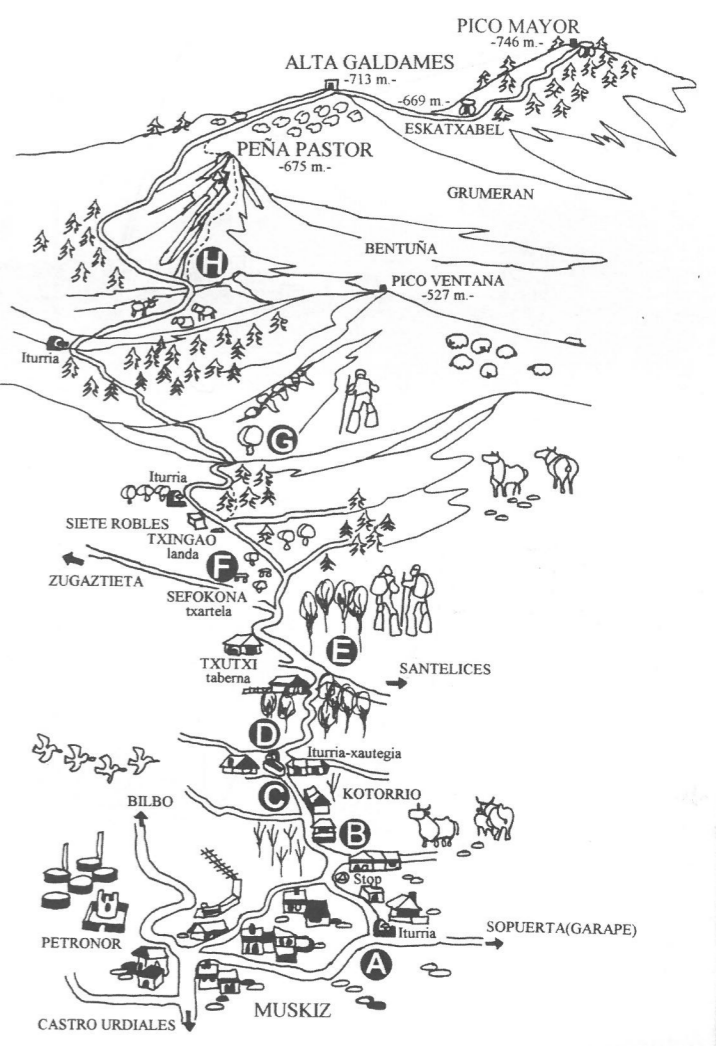 PICO MAYOR
-746 m.-
ALTA GALDAMES
-713 m.-
-669 m.-
ESKATXABEL
PEÑA PASTOR
-675 m.-
GRUMERAN
BENTUÑA
H
PICO VENTANA
-527 m.-
Iturria
G
Iturria
SIETE ROBLES
TXINGAO
landa
F
ZUGAZTIETA
SEFOKONA
txartela
E
TXUTXI
taberna
SANTELICES
D
Iturria-xautegia
C
KOTORRIO
BILBO
B
Stop
Iturria
SOPUERTA(GARAPE)
PETRONOR
A
MUSKIZ
CASTRO URDIALES